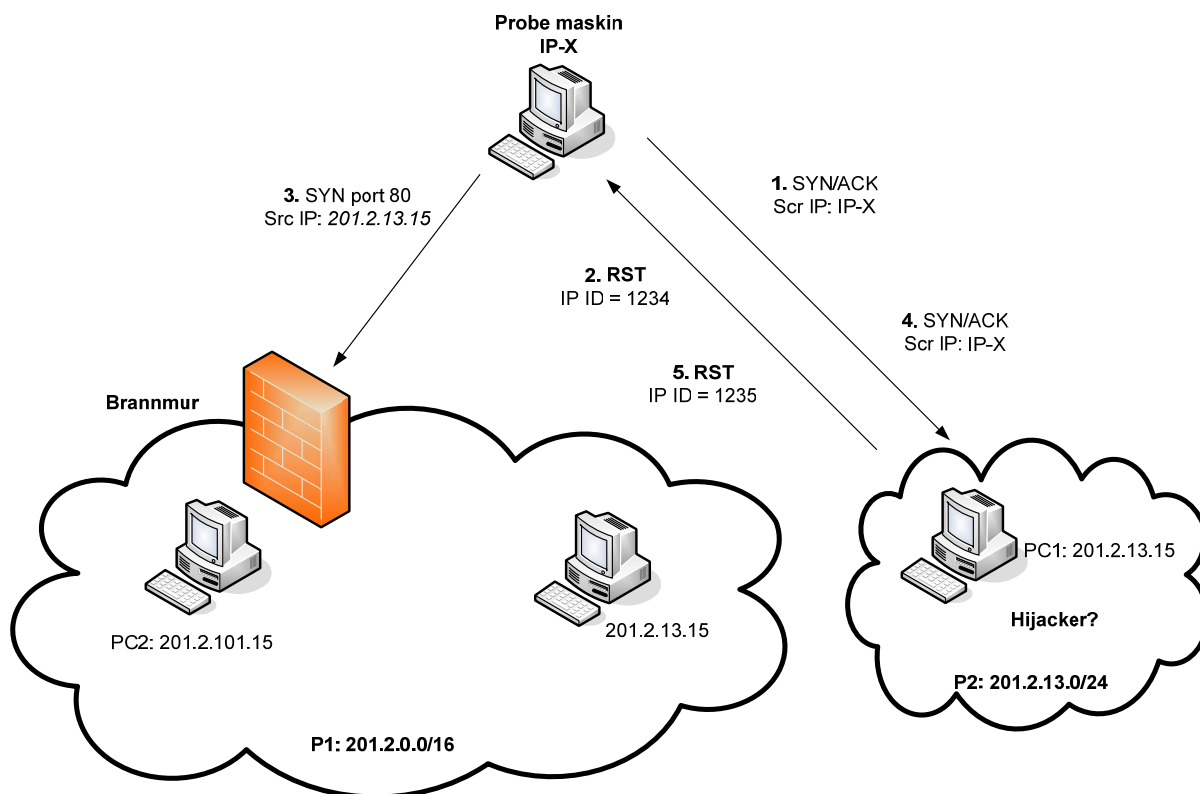 Probe maskin
IP-X
3. SYN port 80
Src IP: 201.2.13.15
1. SYN/ACK
Scr IP: IP-X
2. RST
IP ID = 1234
4. SYN/ACK
Scr IP: IP-X
5. RST
IP ID = 1235
Brannmur
PC2: 201.2.101.15
201.2.13.15
PC1: 201.2.13.15
Hijacker?
P2: 201.2.13.0/24
P1: 201.2.0.0/16